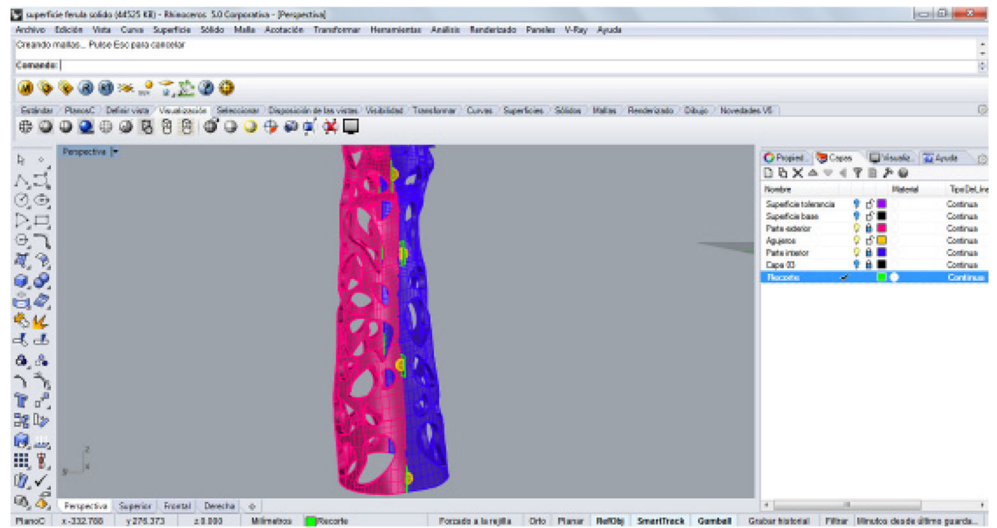 superficie ferula solido (44525 KB) - Rhinoceros 5.0 Corporativa - [Perspectiva]
Archivo Edición Vista Curva Superficie Sólido Malla Acotación Transformar Herramientas Análisis Renderizado Paneles V-Ray Ayuda
Creando mallas... Pulse Esc para cancelar
Comando:
Estándar PlanosC Definir vista Visualización Seleccionar Disposición de las vistas Visibilidad Transformar Curvas Superficies Sólidos Mallas Renderizado Dibujo Novedades V5
Perspectiva
Propied... Capas Visualiz... Ayuda
Nombre Material TipoDeLíne
Superficie tolerancia Continua
Superficie base Continua
Parte exterior Continua
Agujeros Continua
Parte interior Continua
Capa 03 Continua
Recorte Continua
z
y x
Perspectiva Superior Frontal Derecha
PlanoC x -332.788 y 276.373 z 0.000 Milímetros Recorte Forzado a la rejilla Orto Planar RefObj SmartTrack Gumball Grabar historial Filtrar Minutos desde último guarda...